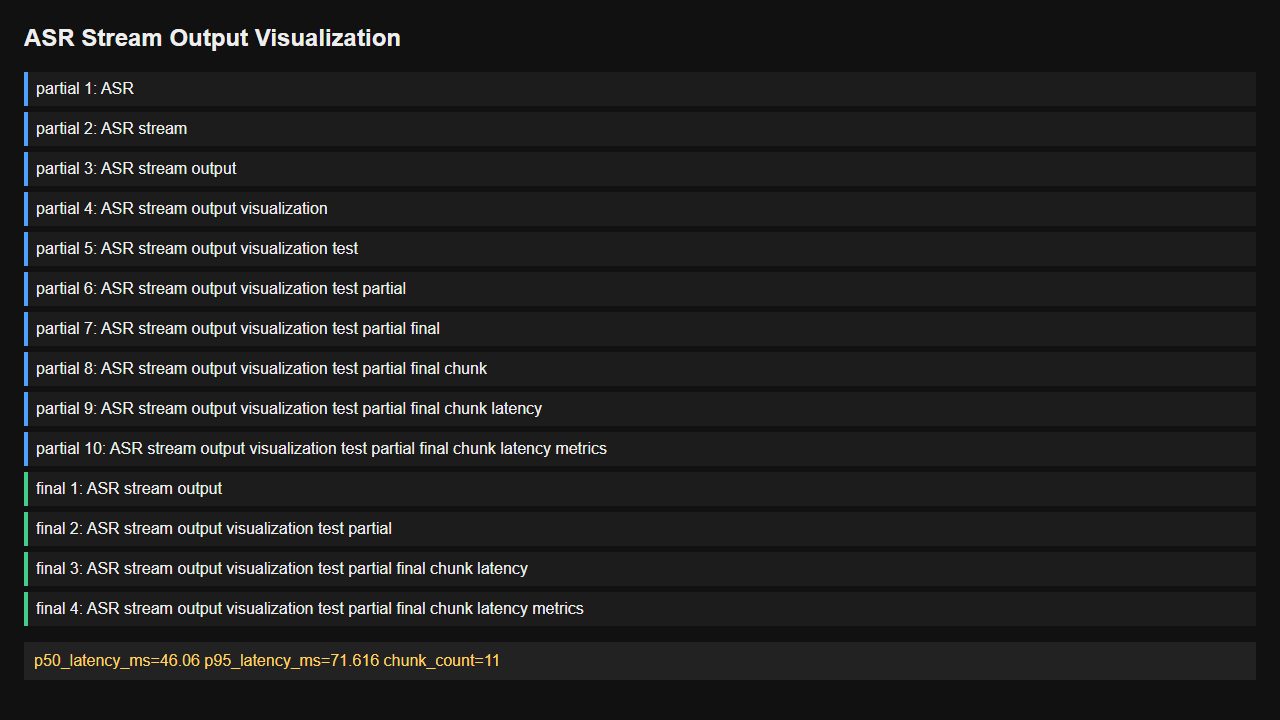 ASR Stream Output Visualization
partial 1: ASR
partial 2: ASR stream
partial 3: ASR stream output
partial 4: ASR stream output visualization
partial 5: ASR stream output visualization test
partial 6: ASR stream output visualization test partial
partial 7: ASR stream output visualization test partial final
partial 8: ASR stream output visualization test partial final chunk
partial 9: ASR stream output visualization test partial final chunk latency
partial 10: ASR stream output visualization test partial final chunk latency metrics
final 1: ASR stream output
final 2: ASR stream output visualization test partial
final 3: ASR stream output visualization test partial final chunk latency
final 4: ASR stream output visualization test partial final chunk latency metrics
p50_latency_ms=46.06 p95_latency_ms=71.616 chunk_count=11